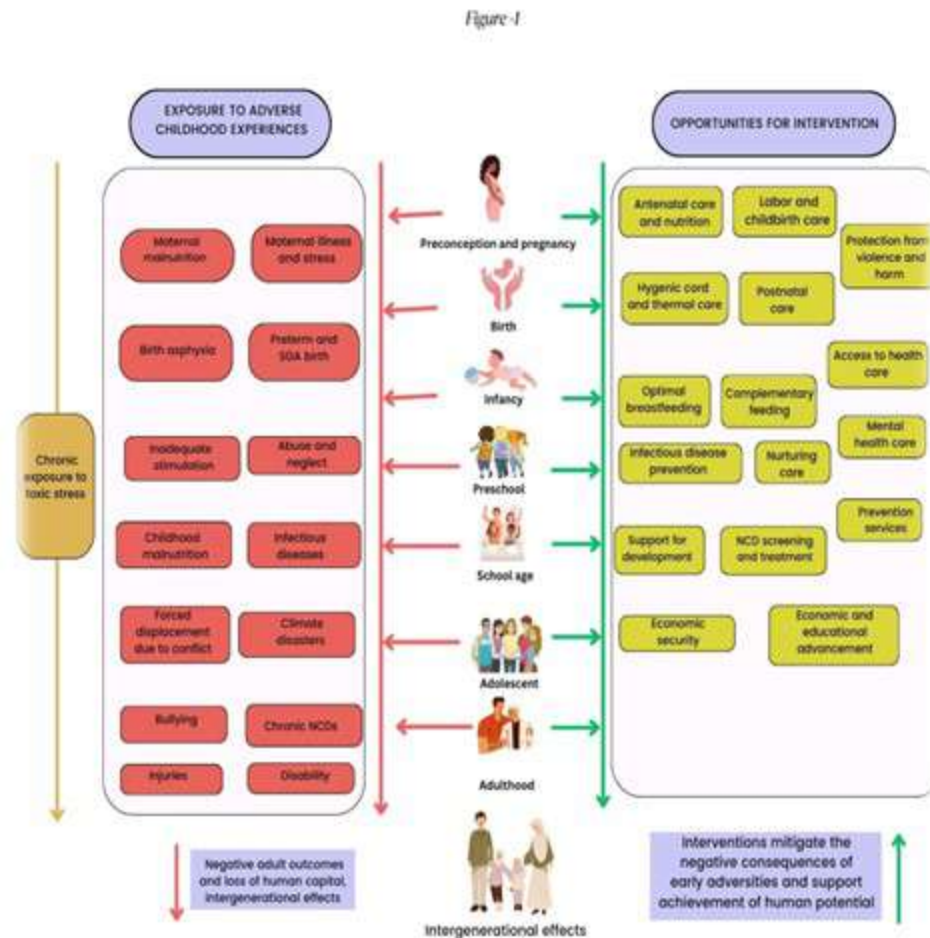 Figure -1
EXPOSURE TO ADVERSE
CHILDHOOD EXPERIENCES
OPPORTUNITIES FOR INTERVENTION
Chronic
exposure to
toxic stress
Maternal
malnutrition
Maternal illness
and stress
Birth asphyxia
Preterm and
SGA birth
Inadequate
stimulation
Abuse and
neglect
Childhood
malnutrition
Infectious
diseases
Forced
displacement
due to conflict
Climate
disasters
Bullying
Chronic NCDs
Injuries
Disability
Negative adult outcomes
and loss of human capital,
intergenerational effects
Preconception and pregnancy
Birth
Infancy
Preschool
School age
Adolescent
Adulthood
Intergenerational effects
Antenatal care
and nutrition
Labor and
childbirth care
Protection from
violence and
harm
Hygenic cord
and thermal care
Postnatal
care
Access to health
care
Optimal
breastfeeding
Complementary
feeding
Mental
health care
Infectious disease
prevention
Nurturing
care
Prevention
services
Support for
development
NCD screening
and treatment
Economic
security
Economic and
educational
advancement
Interventions mitigate the
negative consequences of
early adversities and support
achievement of human potential